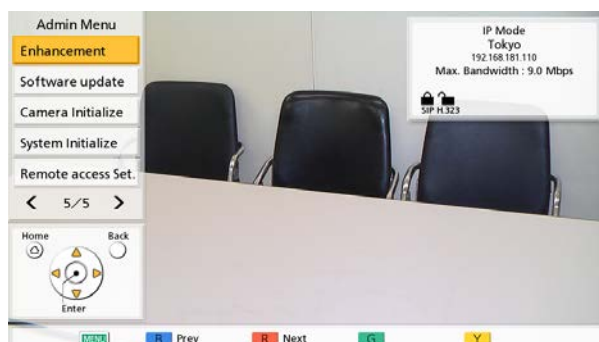 Admin Menu
Enhancement
Software update
Camera Initialize
System Initialize
Remote access Set.
< 5/5 >
Home Back
Enter
IP Mode
Tokyo
192.168.181.110
Max. Bandwidth : 9.0 Mbps
SIP H.323
MENU B Prev R Next G Y